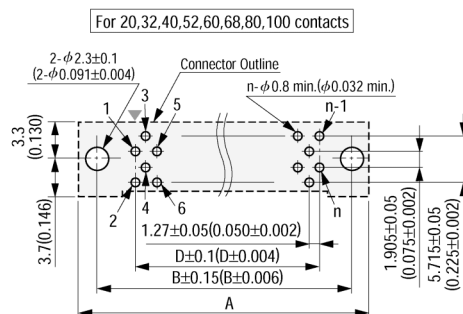 For 20,32,40,52,60,68,80,100 contacts
2-ϕ2.3±0.1
(2-ϕ0.091±0.004)
Connector Outline
n-ϕ0.8 min.(ϕ0.032 min.)
3
1
5
n-1
3.3
(0.130)
3.7(0.146)
2
4
6
n
1.27±0.05(0.050±0.002)
D±0.1(D±0.004)
B±0.15(B±0.006)
A
1.905±0.05
(0.075±0.002)
5.715±0.05
(0.225±0.002)